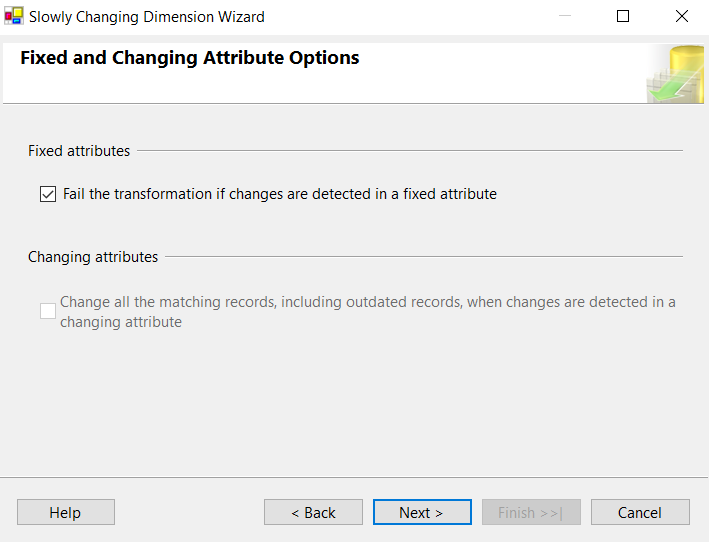 Slowly Changing Dimension Wizard
Fixed and Changing Attribute Options
Fixed attributes
Fail the transformation if changes are detected in a fixed attribute
Changing attributes
Change all the matching records, including outdated records, when changes are detected in a
changing attribute
Help
< Back
Next >
Finish >>|
Cancel